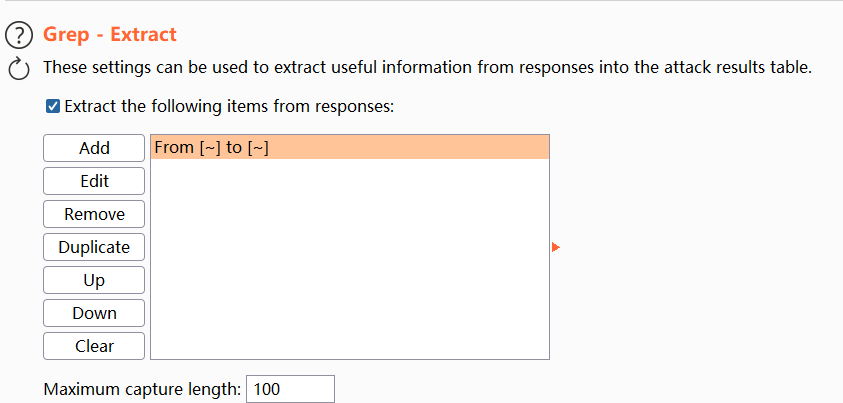 Grep - Extract
These settings can be used to extract useful information from responses into the attack results table.
Extract the following items from responses:
Add
From [~] to [~]
Edit
Remove
Duplicate
Up
Down
Clear
Maximum capture length: 100